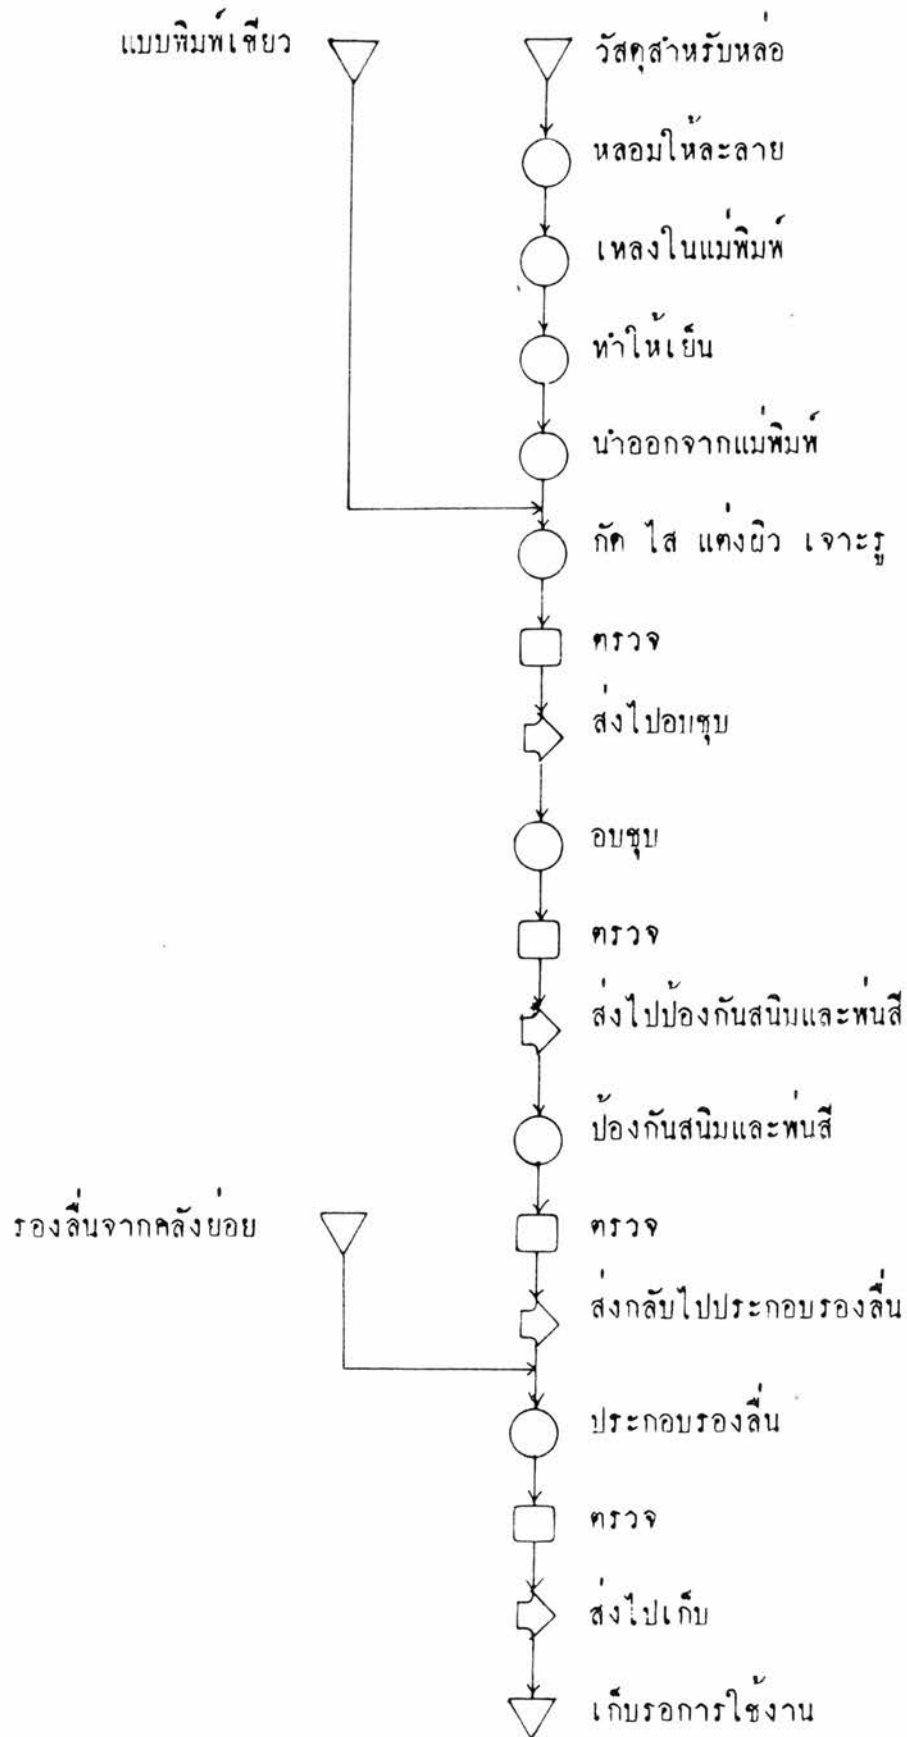 แบบพิมพ์เขียว
วัสดุสำหรับหล่อ
หลอมให้ละลาย
เหลงในแม่พิมพ์
ทำให้เย็น
นำออกจากแม่พิมพ์
กัด ไส แต่งผิว เจาะรู
ตรวจ
ส่งไปอบชุบ
อบชุบ
ตรวจ
ส่งไปป้องกันสนิมและพ่นสี
ป้องกันสนิมและพ่นสี
รองลื่นจากคลังย่อย
ตรวจ
ส่งกลับไปประกอบรองลื่น
ประกอบรองลื่น
ตรวจ
ส่งไปเก็บ
เก็บรอการใช้งาน